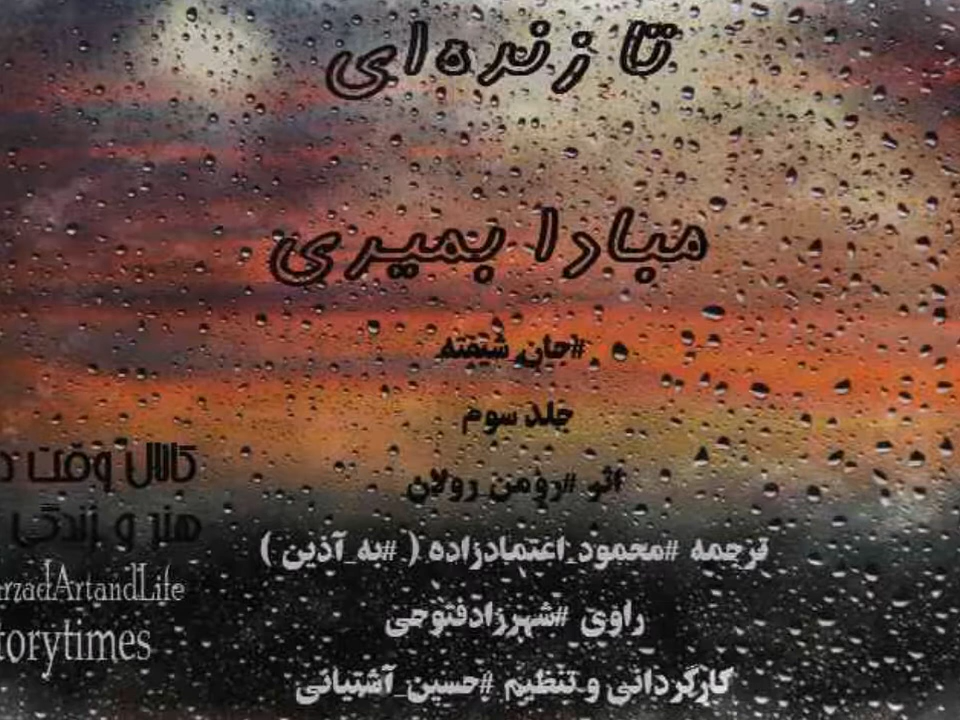 تا زنده‌ای
مبادا بمیری
#جان_شیفته
جلد سوم
اثر #رومن_رولان
ترجمه #محمود_اعتمادزاده ( #به_آذین )
راوی #شهرزادفتوحی
کارگردانی و تنظیم #حسین_آشتیانی
کانال وقت
هنر و زندگی
rzadArtandLife
torytimes